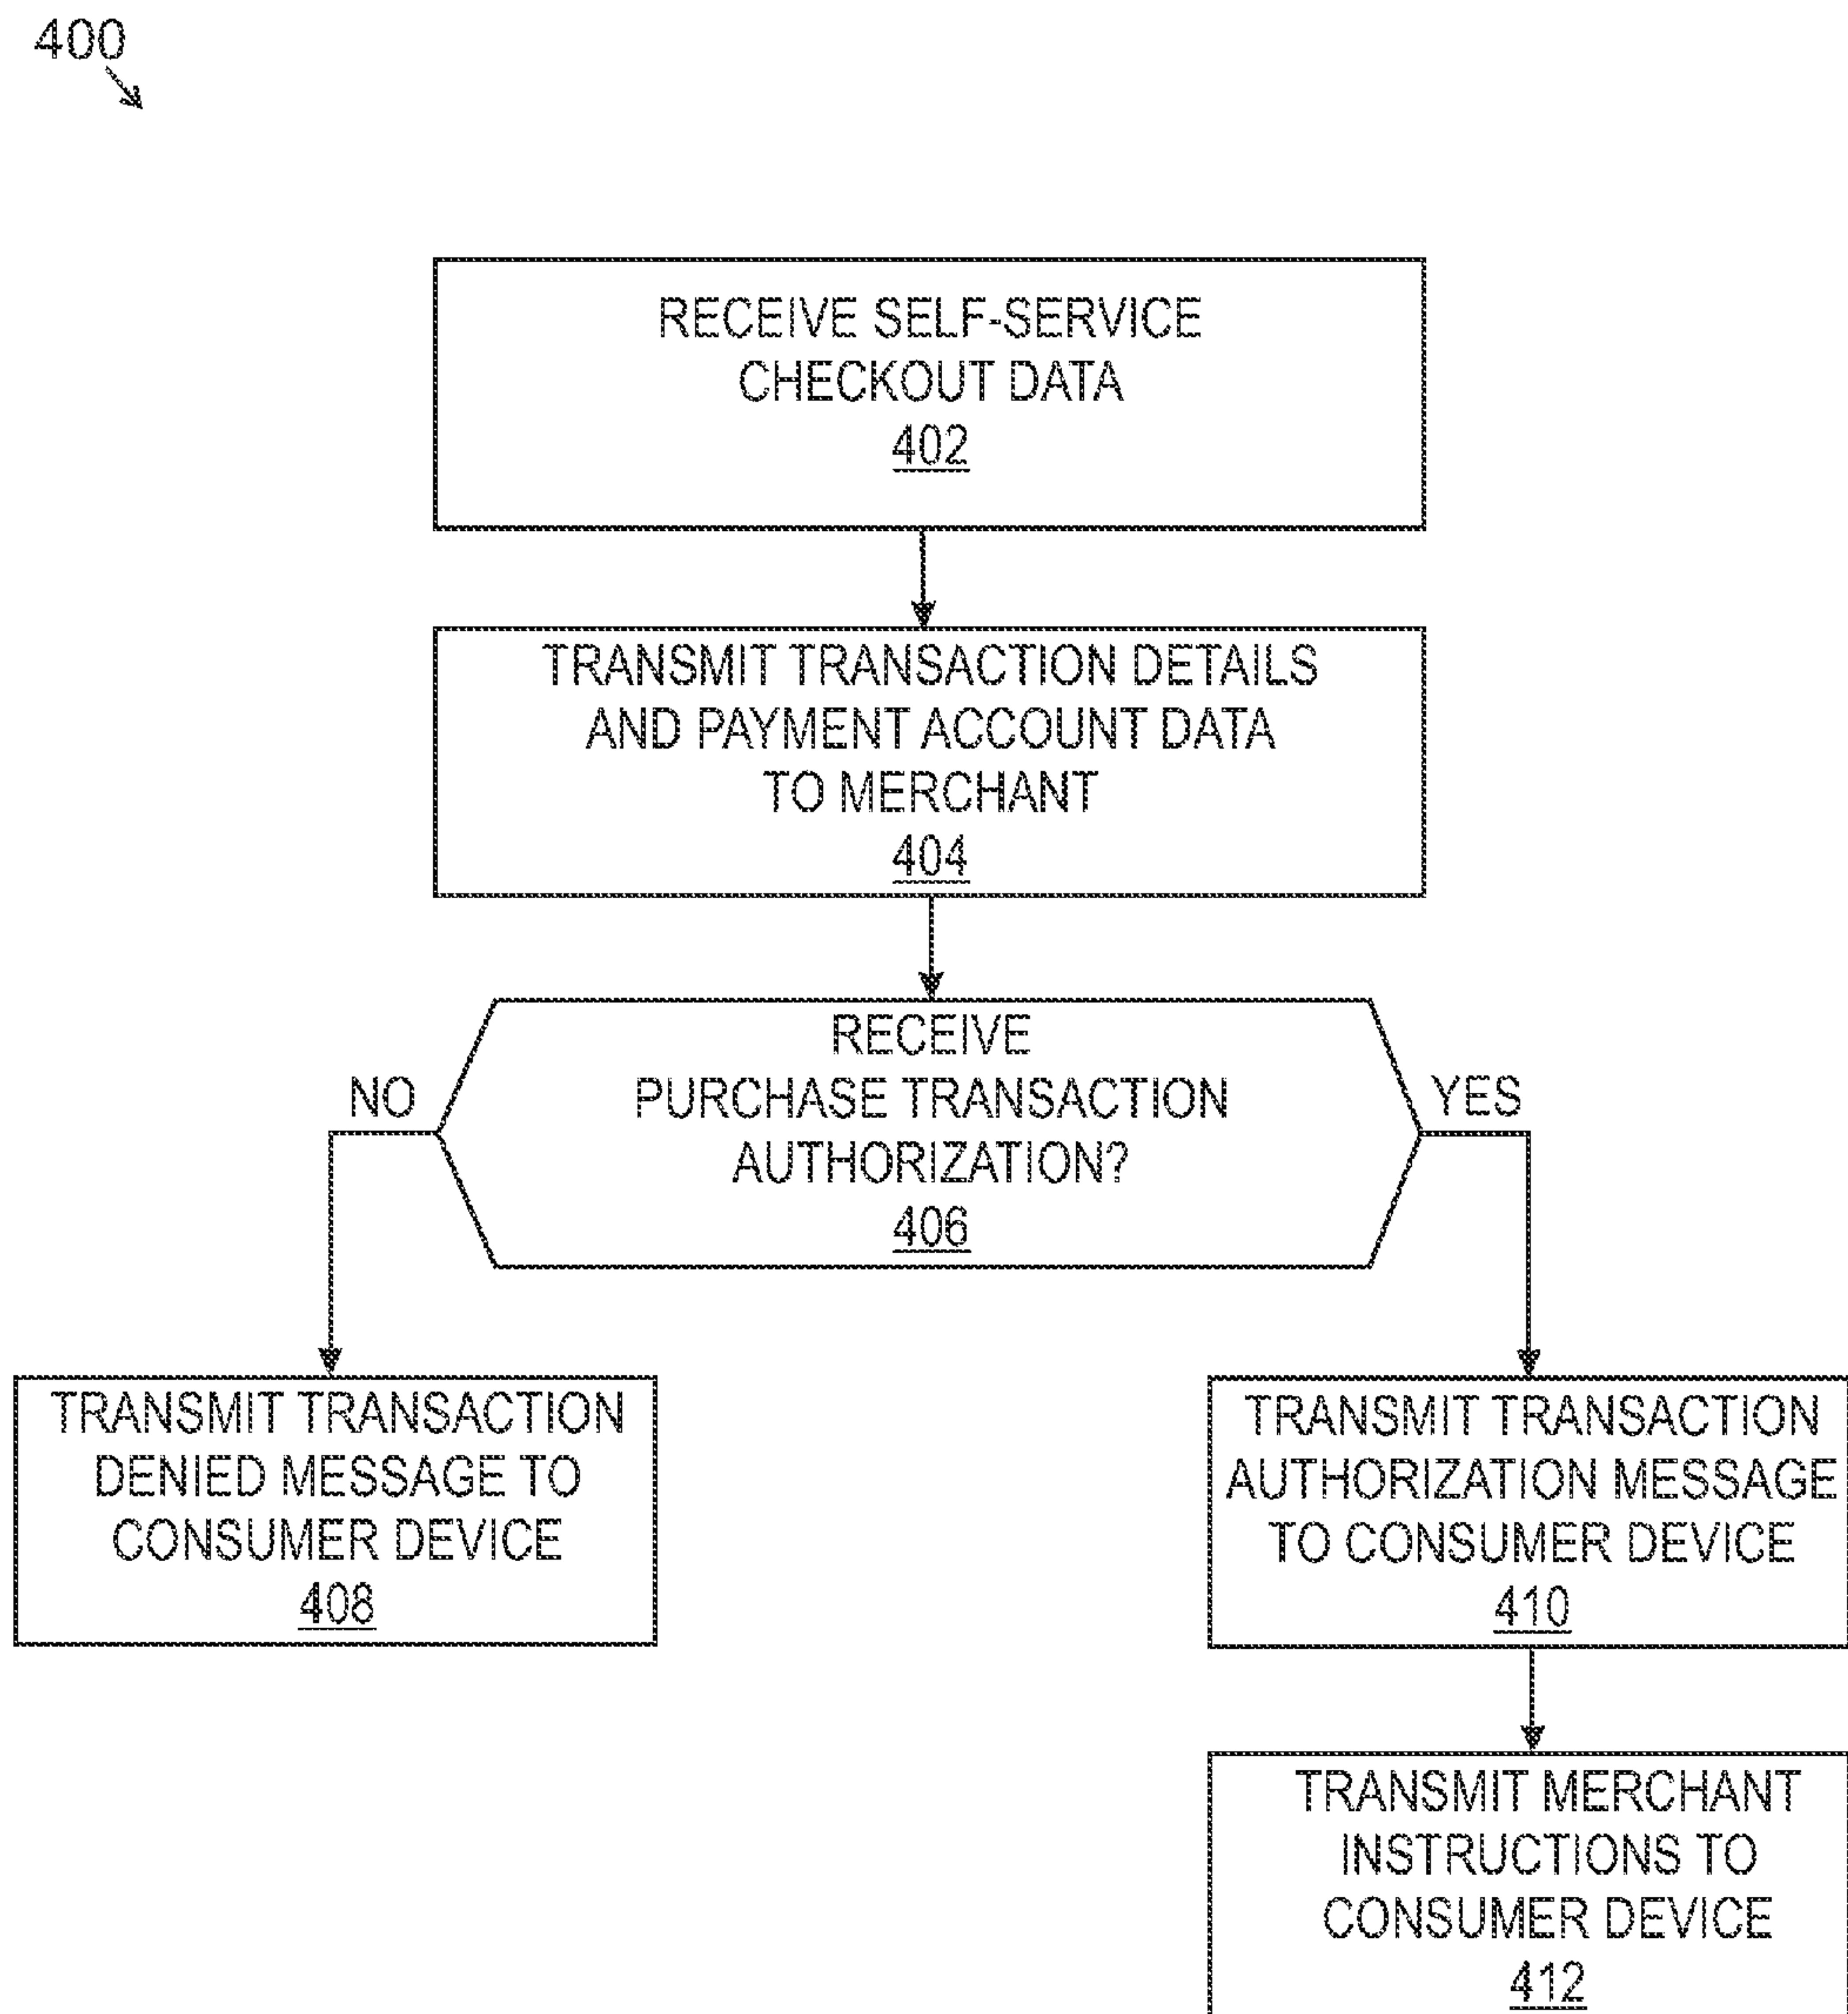 400
RECEIVE SELF-SERVICE
CHECKOUT DATA
402
TRANSMIT TRANSACTION DETAILS
AND PAYMENT ACCOUNT DATA
TO MERCHANT
404
RECEIVE
PURCHASE TRANSACTION
AUTHORIZATION?
406
NO
YES
TRANSMIT TRANSACTION
DENIED MESSAGE TO
CONSUMER DEVICE
408
TRANSMIT TRANSACTION
AUTHORIZATION MESSAGE
TO CONSUMER DEVICE
410
TRANSMIT MERCHANT
INSTRUCTIONS TO
CONSUMER DEVICE
412